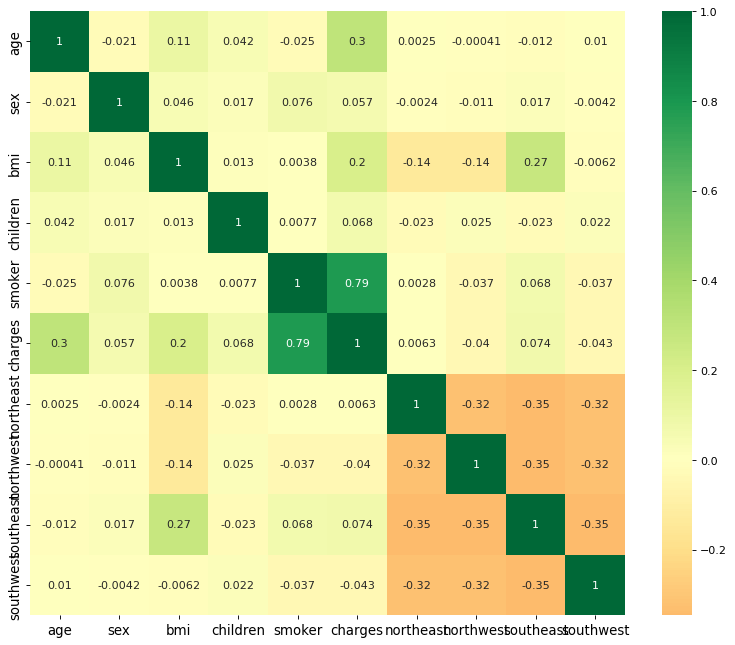 age 1 -0.021 0.11 0.042 -0.025 0.3 0.0025 -0.00041 -0.012 0.01
sex -0.021 1 0.046 0.017 0.076 0.057 -0.0024 -0.011 0.017 -0.0042
bmi 0.11 0.046 1 0.013 0.0038 0.2 -0.14 -0.14 0.27 -0.0062
children 0.042 0.017 0.013 1 0.0077 0.068 -0.023 0.025 -0.023 0.022
smoker -0.025 0.076 0.0038 0.0077 1 0.79 0.0028 -0.037 0.068 -0.037
charges 0.3 0.057 0.2 0.068 0.79 1 0.0063 -0.04 0.074 -0.043
northeast 0.0025 -0.0024 -0.14 -0.023 0.0028 0.0063 1 -0.32 -0.35 -0.32
northwest -0.00041 -0.011 -0.14 0.025 -0.037 -0.04 -0.32 1 -0.35 -0.32
southeast -0.012 0.017 0.27 -0.023 0.068 0.074 -0.35 -0.35 1 -0.35
southwest 0.01 -0.0042 -0.0062 0.022 -0.037 -0.043 -0.32 -0.32 -0.35 1
age sex bmi children smoker charges northeast northwest southeast southwest
1.0
0.8
0.6
0.4
0.2
0.0
−0.2